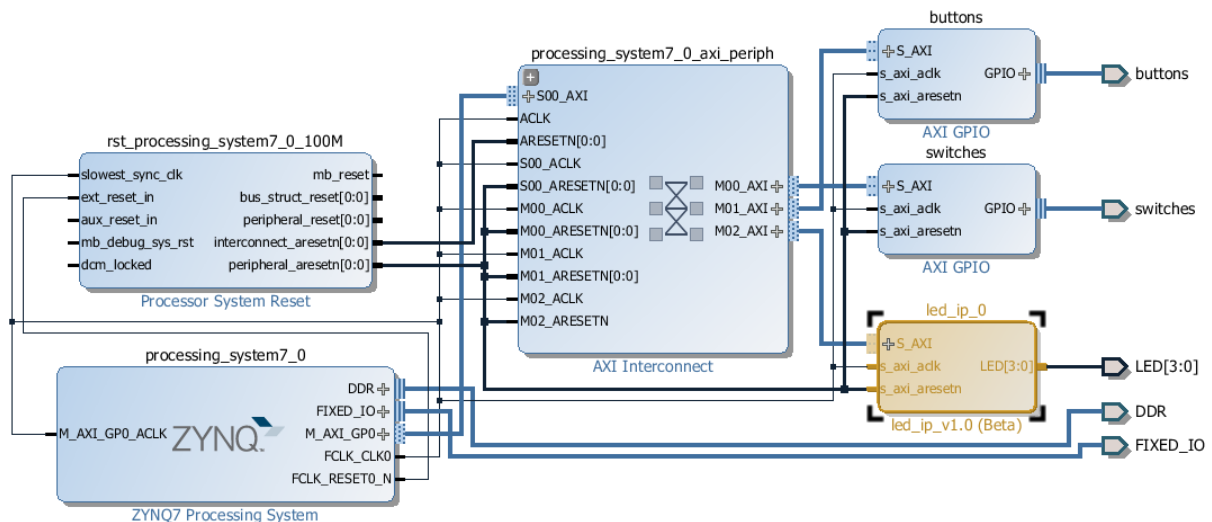 buttons
S_AXI
s_axi_aclk
s_axi_aresetn
GPIO
AXI GPIO
buttons
processing_system7_0_axi_periph
S00_AXI
ACLK
ARESETN[0:0]
S00_ACLK
S00_ARESETN[0:0]
M00_ACLK
M00_ARESETN[0:0]
M01_ACLK
M01_ARESETN[0:0]
M02_ACLK
M02_ARESETN
M00_AXI
M01_AXI
M02_AXI
AXI Interconnect
rst_processing_system7_0_100M
slowest_sync_clk
ext_reset_in
aux_reset_in
mb_debug_sys_rst
dcm_locked
mb_reset
bus_struct_reset[0:0]
peripheral_reset[0:0]
interconnect_aresetn[0:0]
peripheral_aresetn[0:0]
Processor System Reset
switches
S_AXI
s_axi_aclk
s_axi_aresetn
GPIO
AXI GPIO
switches
led_ip_0
S_AXI
s_axi_aclk
s_axi_aresetn
LED[3:0]
led_ip_v1.0 (Beta)
LED[3:0]
DDR
FIXED_IO
processing_system7_0
M_AXI_GP0_ACLK
ZYNQ
DDR
FIXED_IO
M_AXI_GP0
FCLK_CLK0
FCLK_RESET0_N
ZYNQ7 Processing System